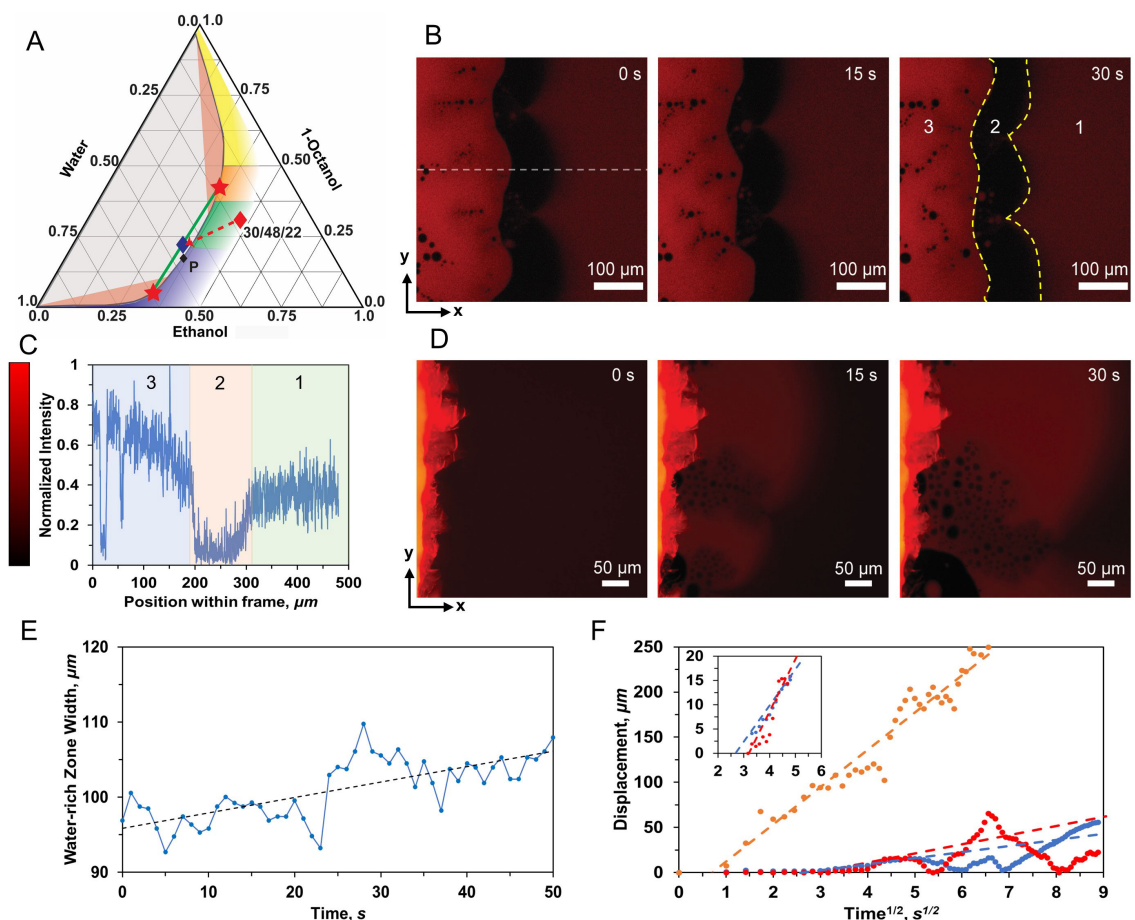 A
0.0 1.0
0.25
0.75
Water
1-Octanol
0.50
0.50
0.75
0.25
30/48/22
P
1.0
0.0
0.0
0.25
0.50
0.75
1.0
Ethanol
B
0 s
15 s
30 s
3
2
1
100 µm
100 µm
100 µm
y
x
C
1
0.8
0.6
0.4
0.2
0
3
2
1
Normalized Intensity
0
100
200
300
400
500
Position within frame, µm
D
0 s
15 s
30 s
50 µm
50 µm
50 µm
y
x
E
120
110
100
90
Water-rich Zone Width, µm
0
10
20
30
40
50
Time, s
F
250
200
150
100
50
0
Displacement, µm
20
15
10
5
0
2
3
4
5
6
0
1
2
3
4
5
6
7
8
9
Time1/2, s1/2